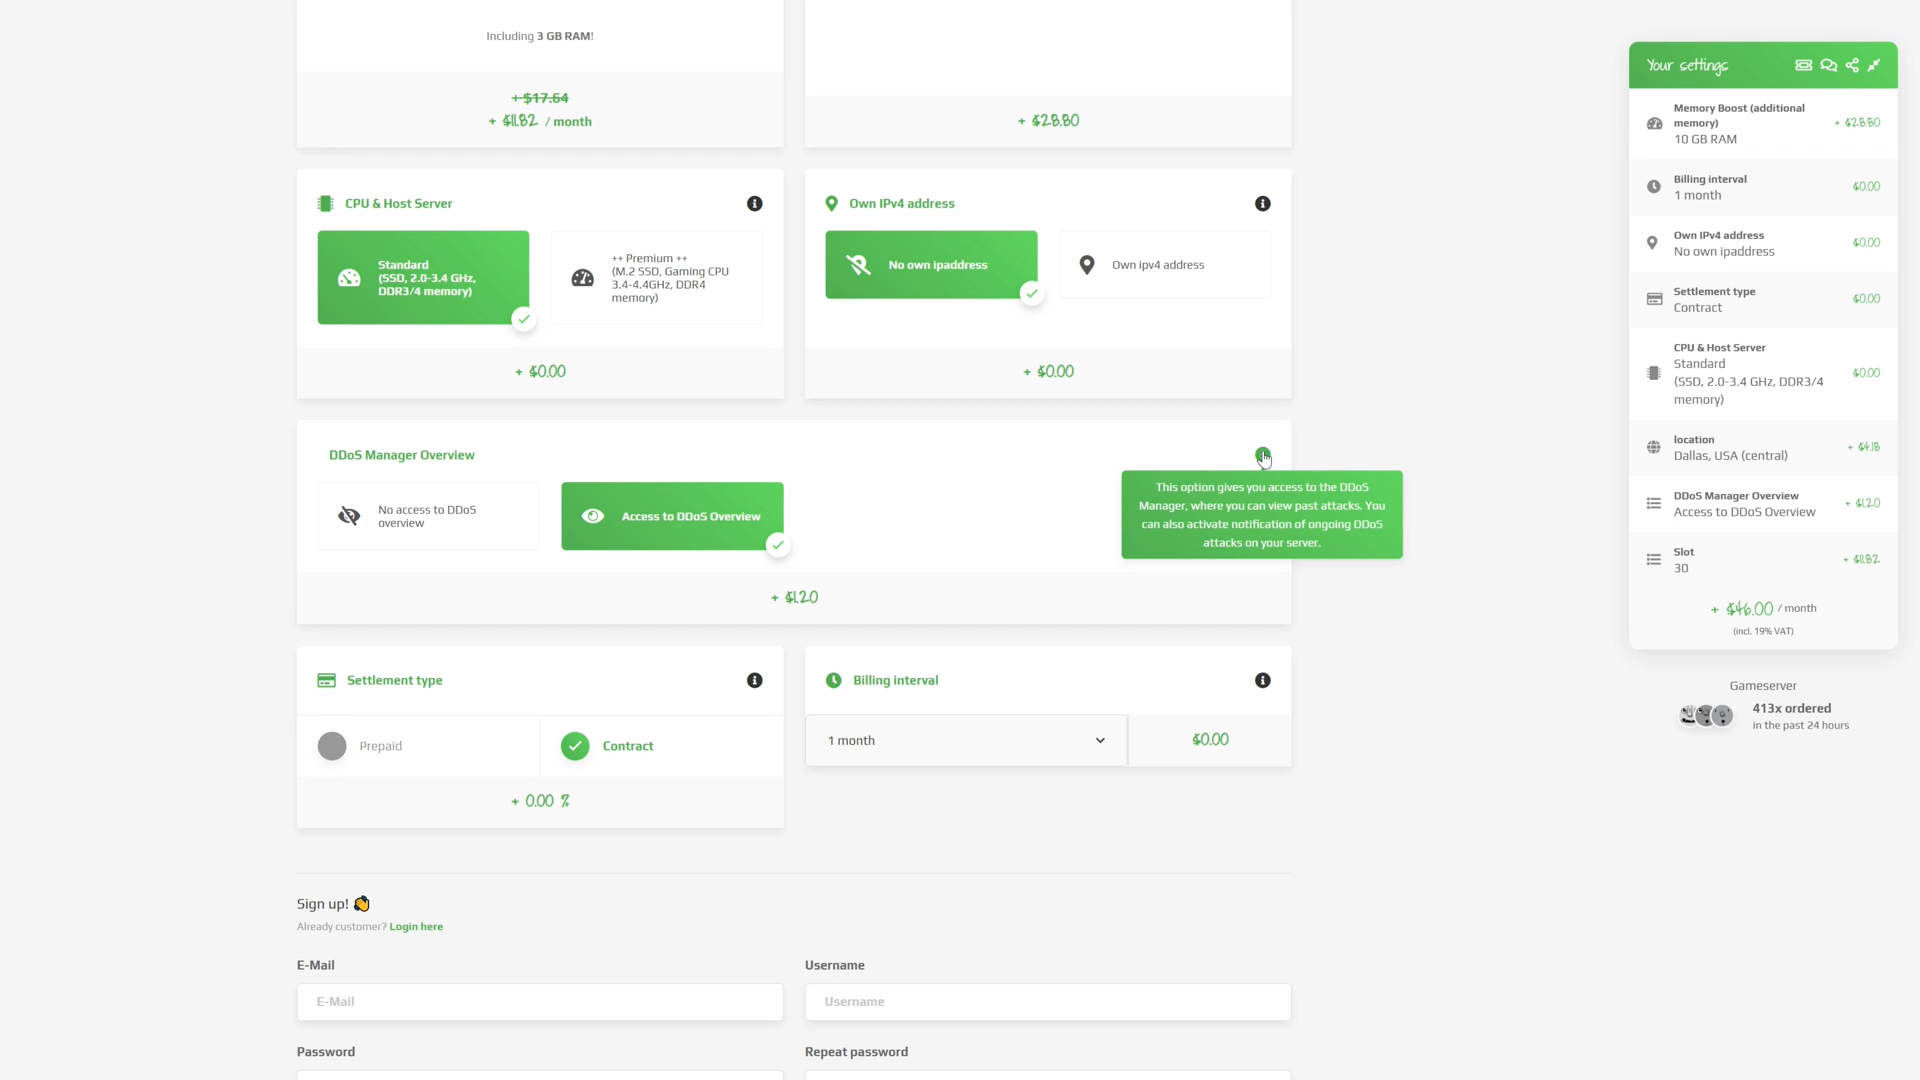 Including 3 GB RAM!
+ $17.64
+ $11.82 / month
+ $28.80
CPU & Host Server
Standard
(SSD, 2.0-3.4 GHz,
DDR3/4 memory)
++ Premium ++
(M.2 SSD, Gaming CPU
3.4-4.4GHz, DDR4
memory)
+ $0.00
Own IPv4 address
No own ipaddress
Own ipv4 address
+ $0.00
DDoS Manager Overview
No access to DDoS
overview
Access to DDoS Overview
This option gives you access to the DDoS
Manager, where you can view past attacks. You
can also activate notification of ongoing DDoS
attacks on your server.
+ $1.20
Settlement type
Prepaid
Contract
+ 0.00 %
Billing interval
1 month
$0.00
Sign up! 👋
Already customer? Login here
E-Mail
E-Mail
Username
Username
Password
Repeat password
Your settings
Memory Boost (additional
memory)
10 GB RAM
+ $28.80
Billing interval
1 month
$0.00
Own IPv4 address
No own ipaddress
$0.00
Settlement type
Contract
$0.00
CPU & Host Server
Standard
(SSD, 2.0-3.4 GHz, DDR3/4
memory)
$0.00
location
Dallas, USA (central)
+ $4.18
DDoS Manager Overview
Access to DDoS Overview
+ $1.20
Slot
30
+ $11.82
+ $46.00 / month
(incl. 19% VAT)
Gameserver
413x ordered
in the past 24 hours